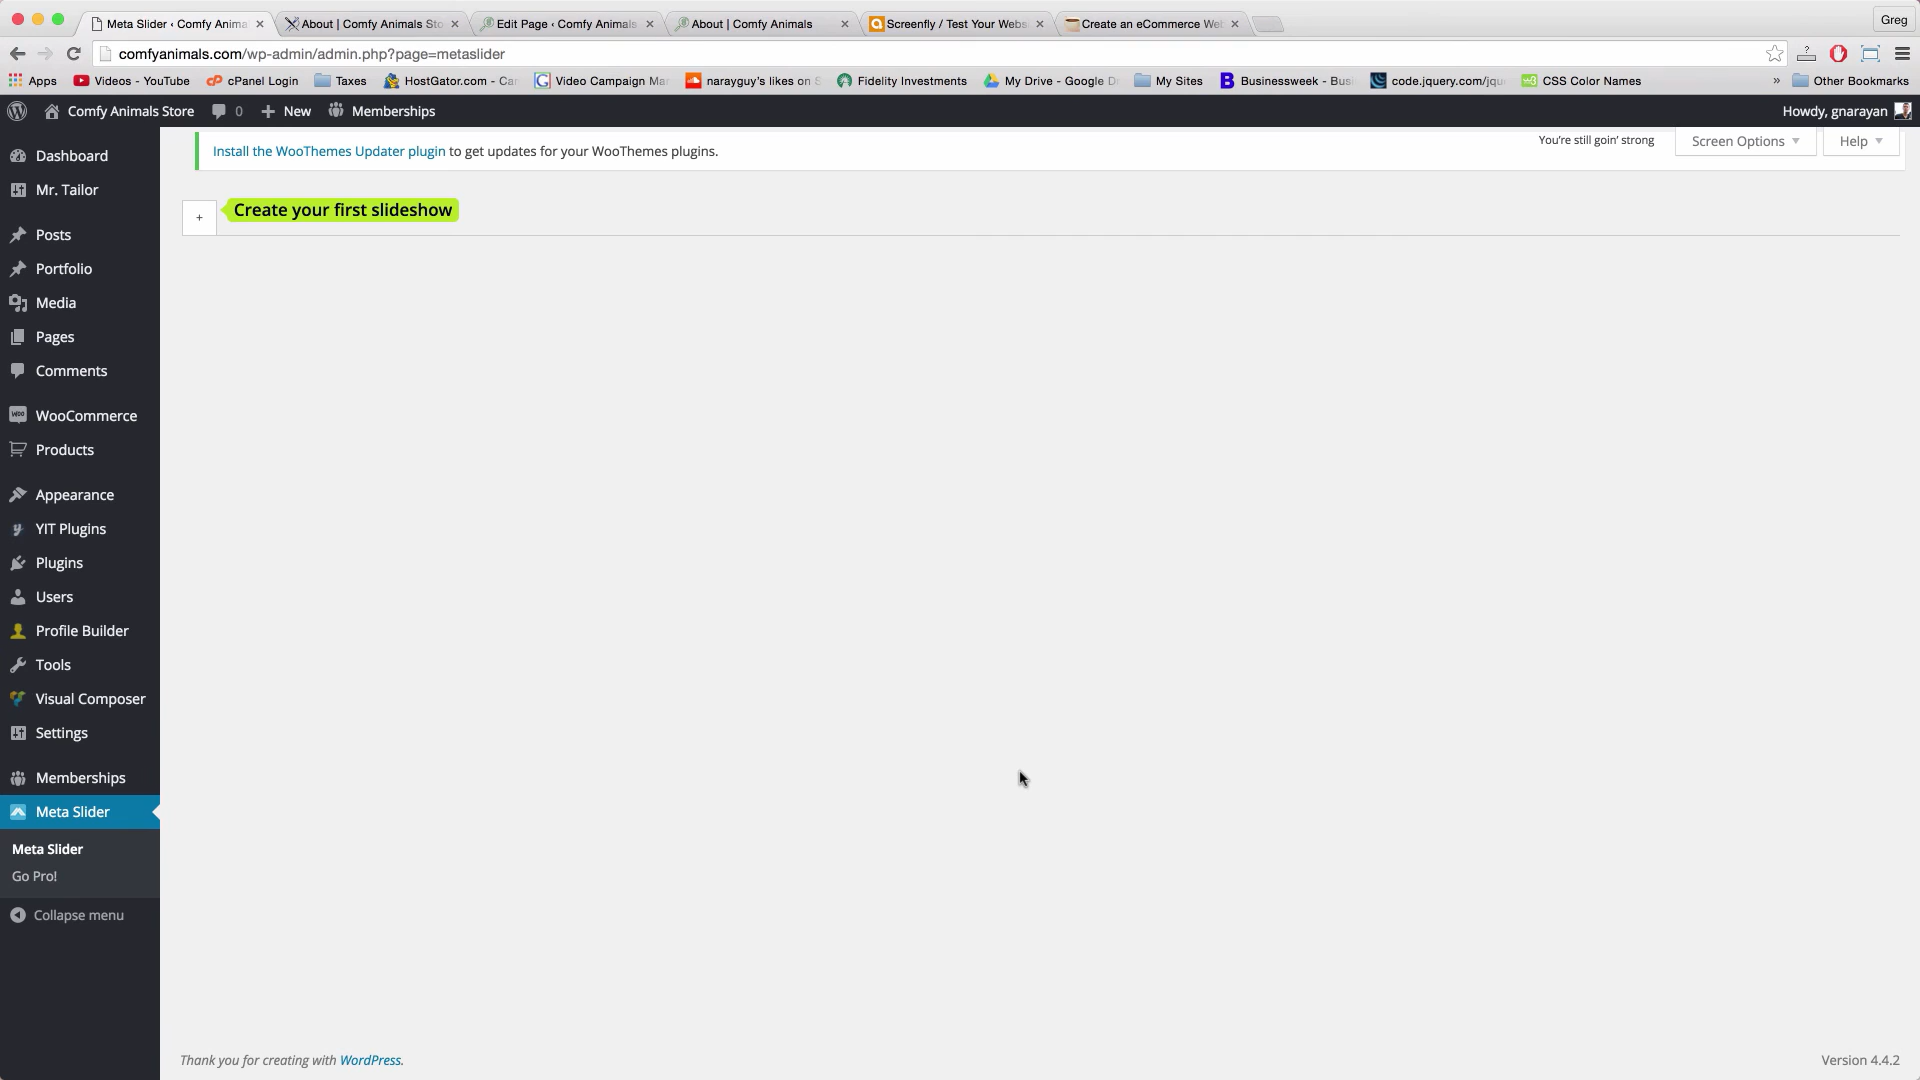 Meta Slider ‹ Comfy Anima
About | Comfy Animals Sto
Edit Page ‹ Comfy Animals
About | Comfy Animals
Screenfly / Test Your Webs
Create an eCommerce Web
Greg
comfyanimals.com/wp-admin/admin.php?page=metaslider
Apps
Videos - YouTube
cPanel Login
Taxes
HostGator.com - Car
Video Campaign Mar
narayguy's likes on S
Fidelity Investments
My Drive - Google Dr
My Sites
Businessweek - Busi
code.jquery.com/jqu
CSS Color Names
»
Other Bookmarks
Comfy Animals Store
0
+ New
Memberships
Howdy, gnarayan
Install the WooThemes Updater plugin to get updates for your WooThemes plugins.
You're still goin' strong
Screen Options
Help
+
Create your first slideshow
Dashboard
Mr. Tailor
Posts
Portfolio
Media
Pages
Comments
WooCommerce
Products
Appearance
YIT Plugins
Plugins
Users
Profile Builder
Tools
Visual Composer
Settings
Memberships
Meta Slider
Meta Slider
Go Pro!
Collapse menu
Thank you for creating with WordPress.
Version 4.4.2